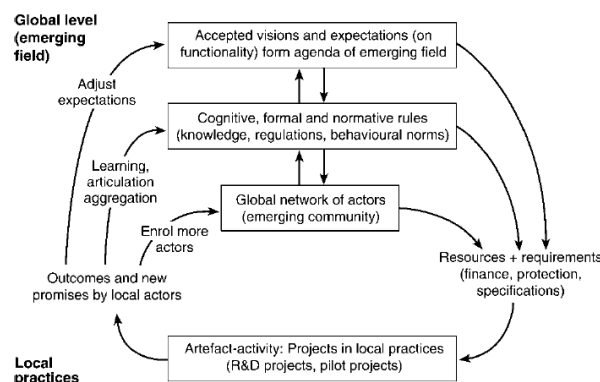 Global level
(emerging
field)
Accepted visions and expectations (on
functionality) form agenda of emerging field
Adjust
expectations
Cognitive, formal and normative rules
(knowledge, regulations, behavioural norms)
Learning,
articulation
aggregation
Global network of actors
(emerging community)
Enrol more
actors
Outcomes and new
promises by local actors
Resources + requirements
(finance, protection,
specifications)
Artefact-activity: Projects in local practices
(R&D projects, pilot projects)
Local
practices